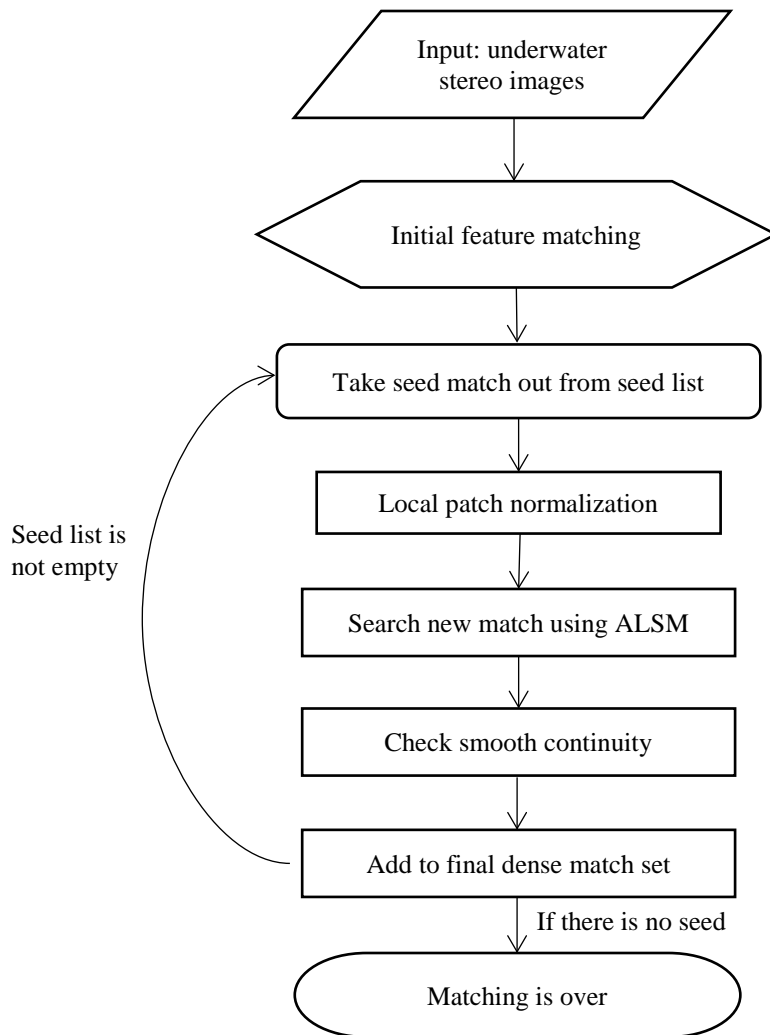 Input: underwater
stereo images
Initial feature matching
Take seed match out from seed list
Local patch normalization
Seed list is
not empty
Search new match using ALSM
Check smooth continuity
Add to final dense match set
If there is no seed
Matching is over